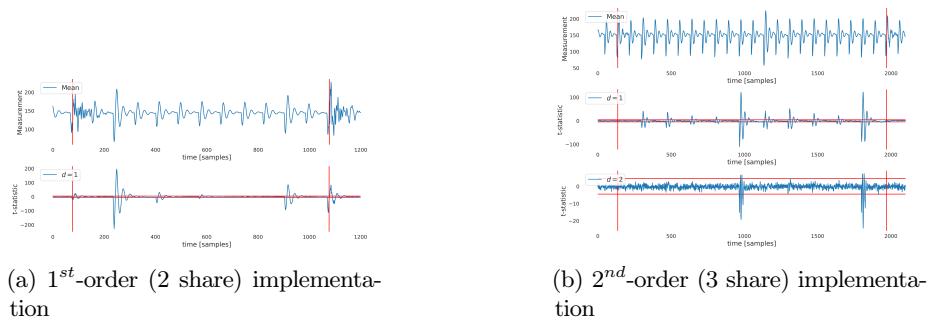 Mean
Measurement
200
150
100
0
200
400
600
800
1000
1200
time [samples]
d = 1
t-statistic
200
100
0
−100
−200
0
200
400
600
800
1000
1200
time [samples]
(a) 1st-order (2 share) implementa-
tion
Mean
Measurement
200
150
100
50
0
500
1000
1500
2000
time [samples]
d = 1
t-statistic
100
0
−100
0
500
1000
1500
2000
time [samples]
d = 2
t-statistic
0
−10
−20
0
500
1000
1500
2000
time [samples]
(b) 2nd-order (3 share) implementa-
tion